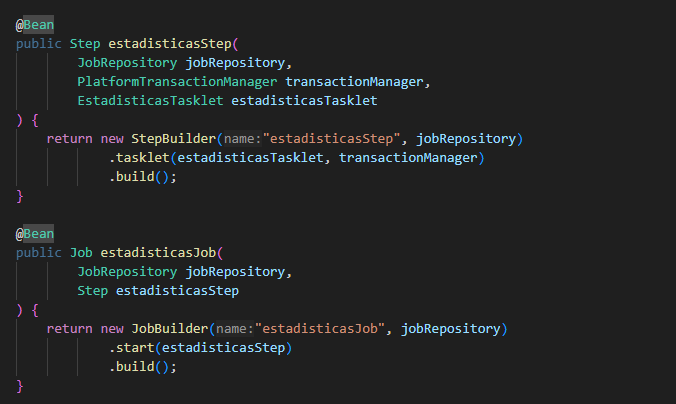 @Bean
public Step estadisticasStep(
JobRepository jobRepository,
PlatformTransactionManager transactionManager,
EstadisticasTasklet estadisticasTasklet
) {
return new StepBuilder(name:"estadisticasStep", jobRepository)
.tasklet(estadisticasTasklet, transactionManager)
.build();
}
@Bean
public Job estadisticasJob(
JobRepository jobRepository,
Step estadisticasStep
) {
return new JobBuilder(name:"estadisticasJob", jobRepository)
.start(estadisticasStep)
.build();
}